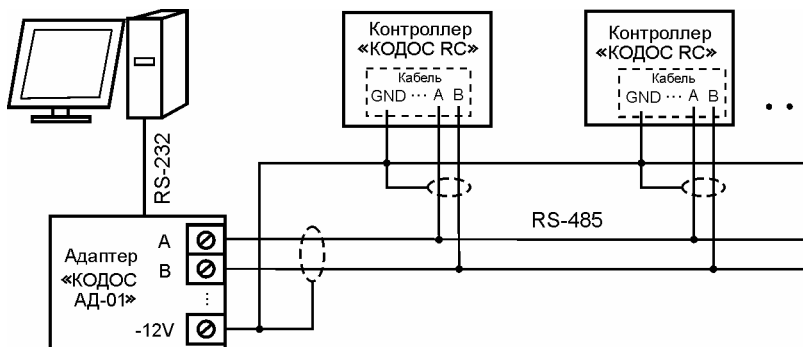 Контроллер
«КОДОС RC»
Кабель
GND ··· A B
Контроллер
«КОДОС RC»
Кабель
GND ··· A B
RS-232
RS-485
Адаптер
«КОДОС
АД-01»
A
B
...
-12V